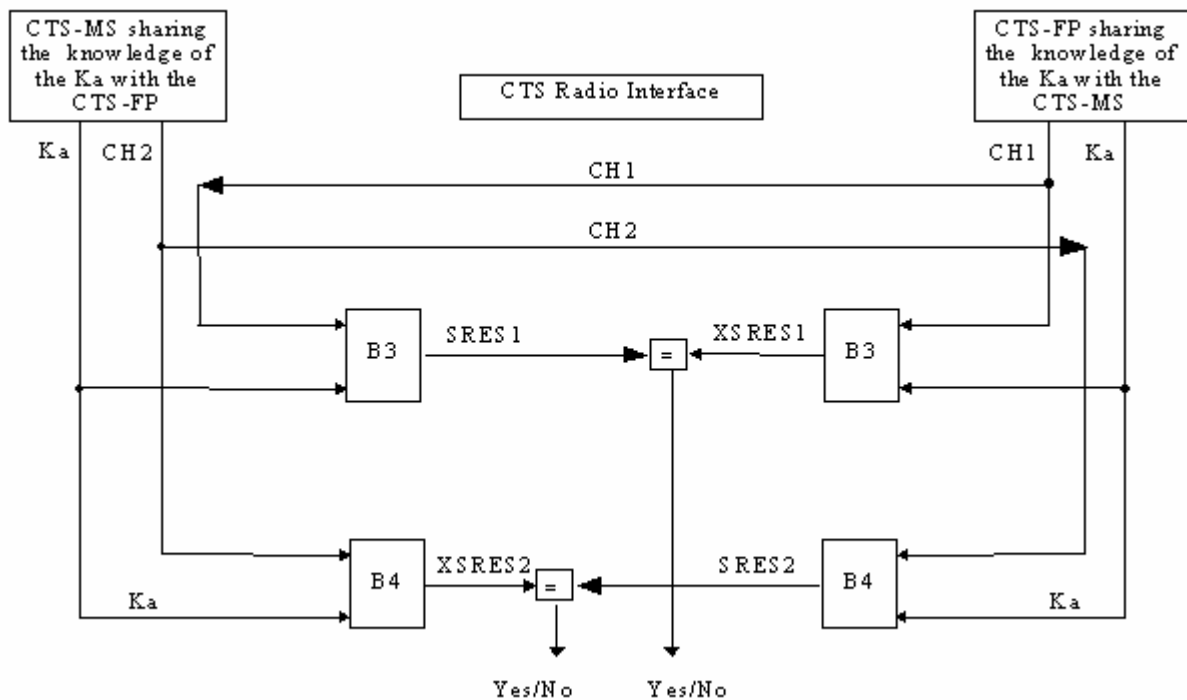 CTS-MS sharing
the knowledge of
the Ka with the
CTS-FP
CTS Radio Interface
CTS-FP sharing
the knowledge of
the Ka with the
CTS-MS
Ka
CH2
CH1
Ka
CH1
CH2
B3
SRES1
=
XSRES1
B3
B4
XSRES2
=
SRES2
B4
Ka
Ka
Yes/No
Yes/No